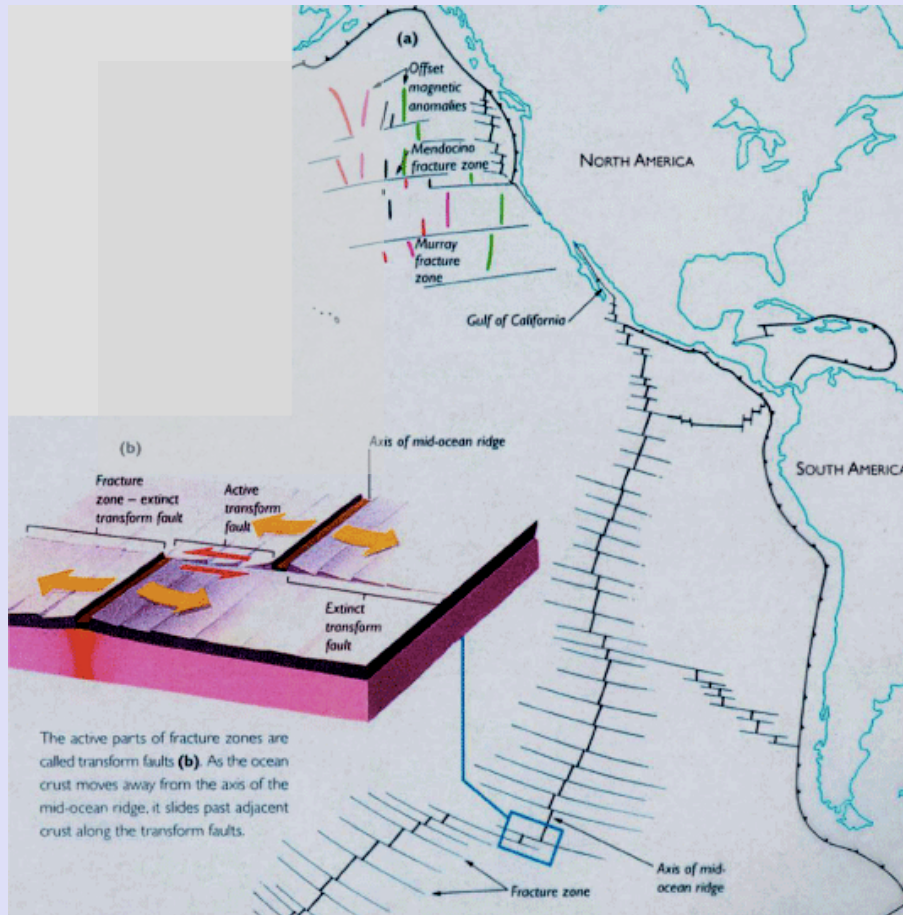 (a)
Offset
magnetic
anomalies
Mendocino
fracture zone
Murray
fracture
zone
NORTH AMERICA
Gulf of California
SOUTH AMERICA
(b)
Axis of mid-ocean ridge
Fracture
zone – extinct
transform fault
Active
transform
fault
Extinct
transform
fault
The active parts of fracture zones are
called transform faults (b). As the ocean
crust moves away from the axis of the
mid-ocean ridge, it slides past adjacent
crust along the transform faults.
Fracture zone
Axis of mid-
ocean ridge